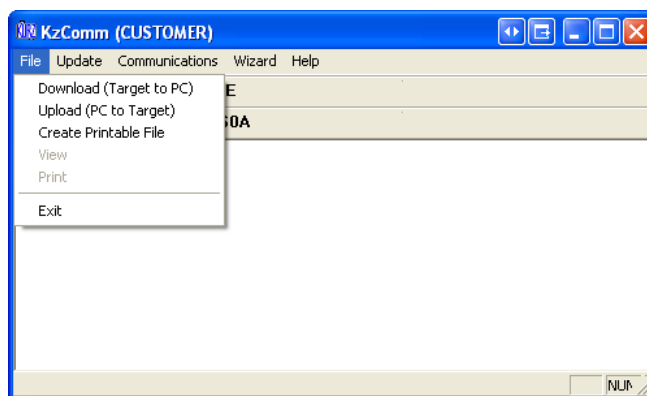 KzComm (CUSTOMER)
File Update Communications Wizard Help
Download (Target to PC)
E
Upload (PC to Target)
60A
Create Printable File
View
Print
Exit
NUM